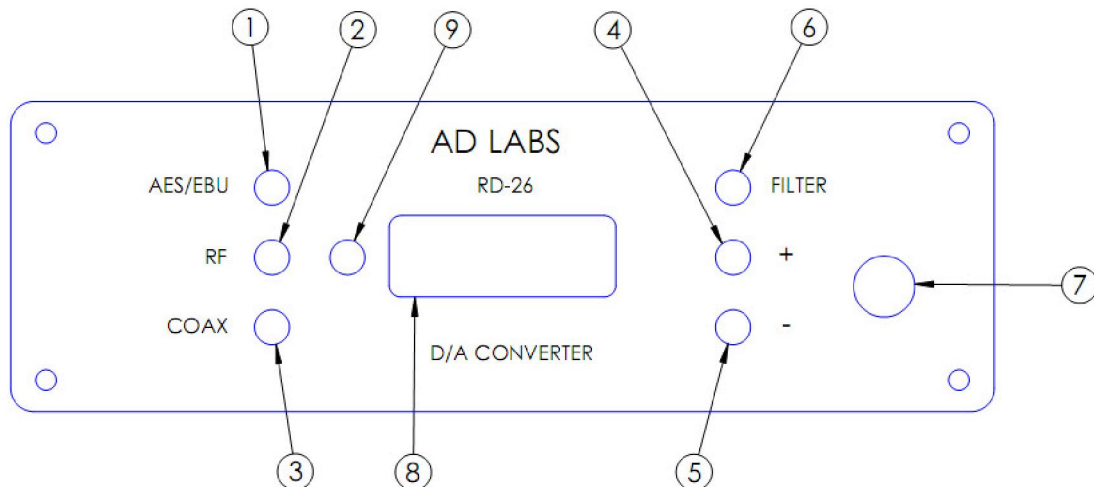 1 2 9 4 6
AD LABS
AES/EBU RD-26 FILTER
RF +
7
COAX -
D/A CONVERTER
3 8 5